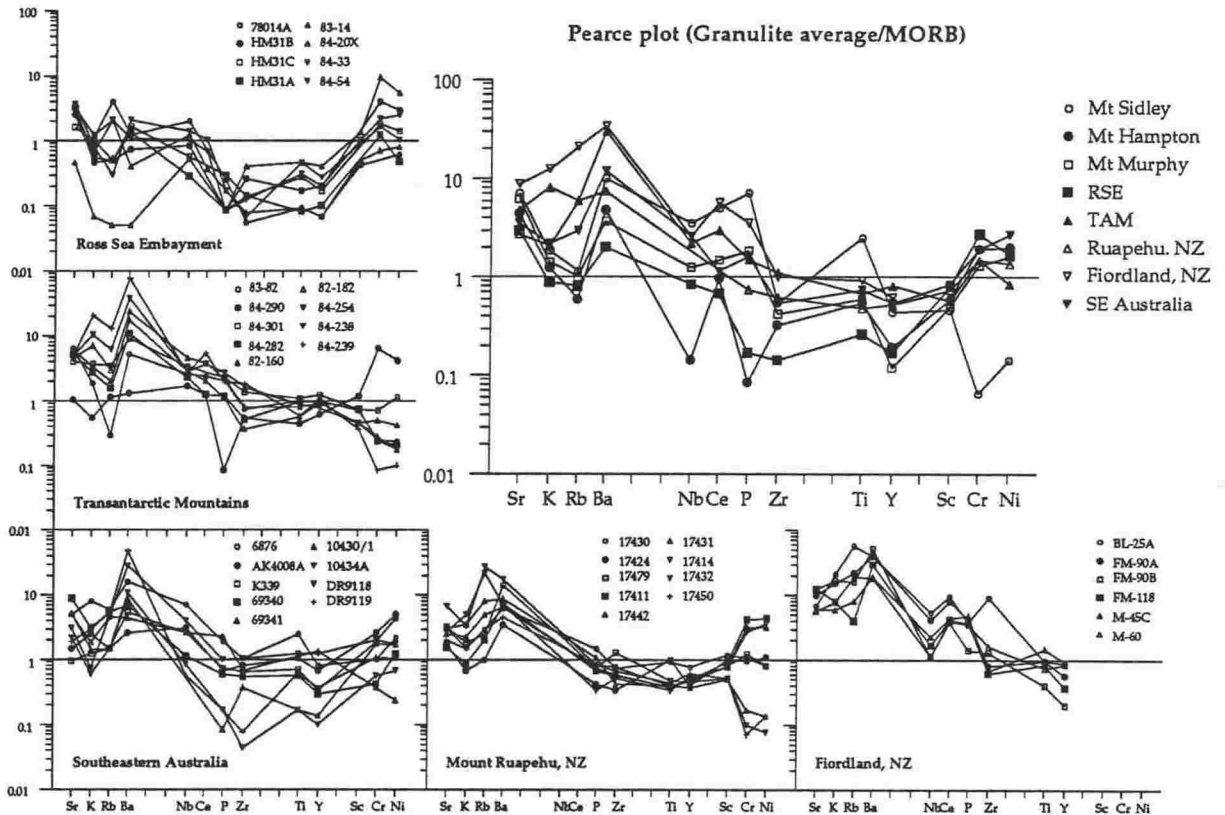 Pearce plot (Granulite average/MORB)
100
10
1
0.1
0.01
78014A
HM31B
HM31C
HM31A
83-14
84-20X
84-33
84-54
Ross Sea Embayment
10
1
0.1
83-82
84-290
84-301
84-282
82-160
82-182
84-254
84-238
84-239
Transantarctic Mountains
100
10
1
0.1
0.01
Sr K Rb Ba Nb Ce P Zr Ti Y Sc Cr Ni
Mt Sidley
Mt Hampton
Mt Murphy
RSE
TAM
Ruapehu. NZ
Fiordland, NZ
SE Australia
0.01
10
1
0.1
0.01
6876
AK4008A
K339
69340
69341
10430/1
10434A
DR9118
DR9119
Southeastern Australia
Sr K Rb Ba Nb Ce P Zr Ti Y Sc Cr Ni
17430
17424
17479
17411
17442
17431
17414
17432
17450
Mount Ruapehu, NZ
Sr K Rb Ba NbCe P Zr Ti Y Sc Cr Ni
BL-25A
FM-90A
FM-90B
FM-118
M-45C
M-60
Fiordland, NZ
Sr K Rb Ba NbCe P Zr Ti Y Sc Cr Ni